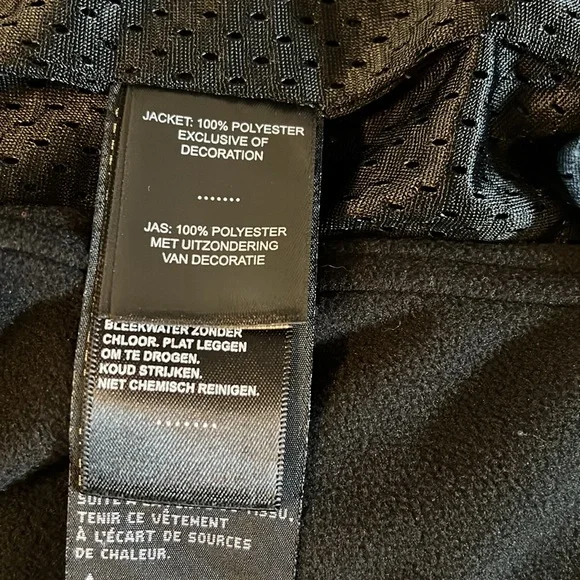 JACKET: 100% POLYESTER
EXCLUSIVE OF
DECORATION
.......
JAS: 100% POLYESTER
MET UITZONDERING
VAN DECORATIE
BLEEKWATER ZONDER
CHLOOR. PLAT LEGGEN
OM TE DROGEN.
KOUD STRIJKEN.
NIET CHEMISCH REINIGEN.
.......
SUITE À
TENIR CE VÊTEMENT
À L'ÉCART DE SOURCES
DE CHALEUR.